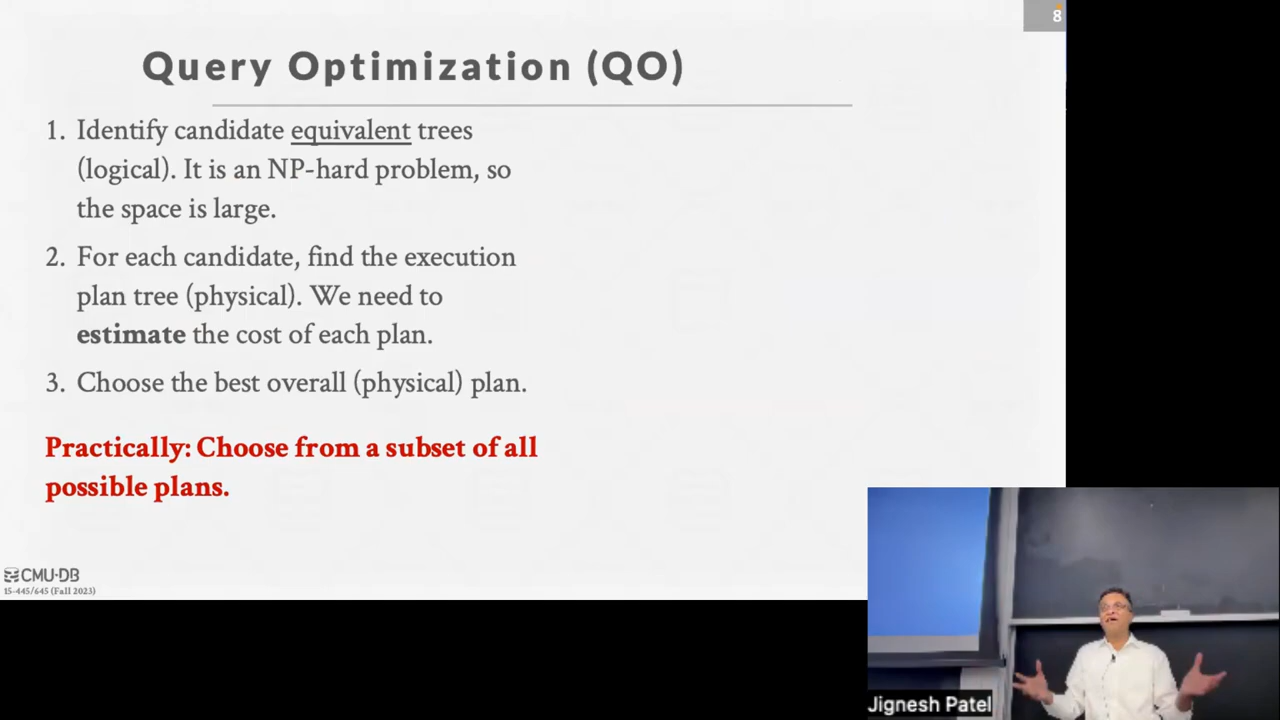 8
Query Optimization (QO)
1. Identify candidate equivalent trees
(logical). It is an NP-hard problem, so
the space is large.
2. For each candidate, find the execution
plan tree (physical). We need to
estimate the cost of each plan.
3. Choose the best overall (physical) plan.
Practically: Choose from a subset of all
possible plans.
CMU·DB
15-445/645 (Fall 2023)
Jignesh Patel